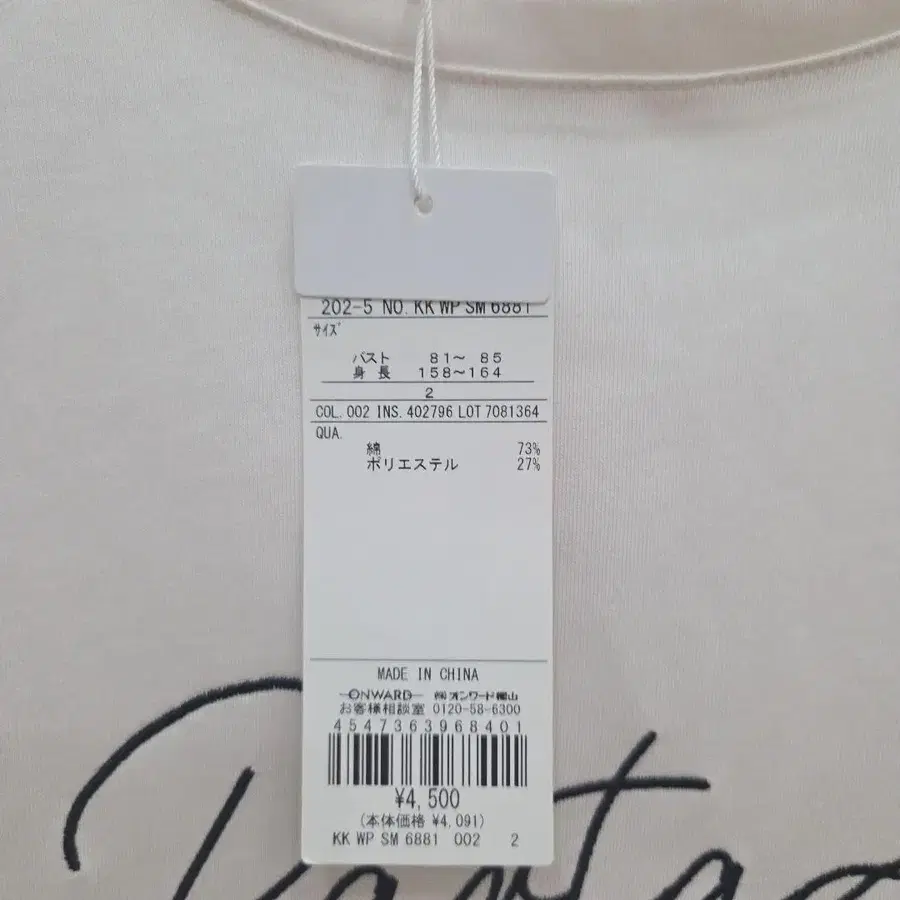 202-5 NO. KK WP SM 6881
ｻｲｽﾞ
バスト 81～ 85
身 長 158～164
2
COL. 002 INS. 402796 LOT 7081364
QUA.
綿 73%
ポリエステル 27%
MADE IN CHINA
ONWARD ㈱オンワード樫山
お客様相談室 0120-58-6300
4547363968401
¥4,500
(本体価格 ¥4,091)
KK WP SM 6881 002 2